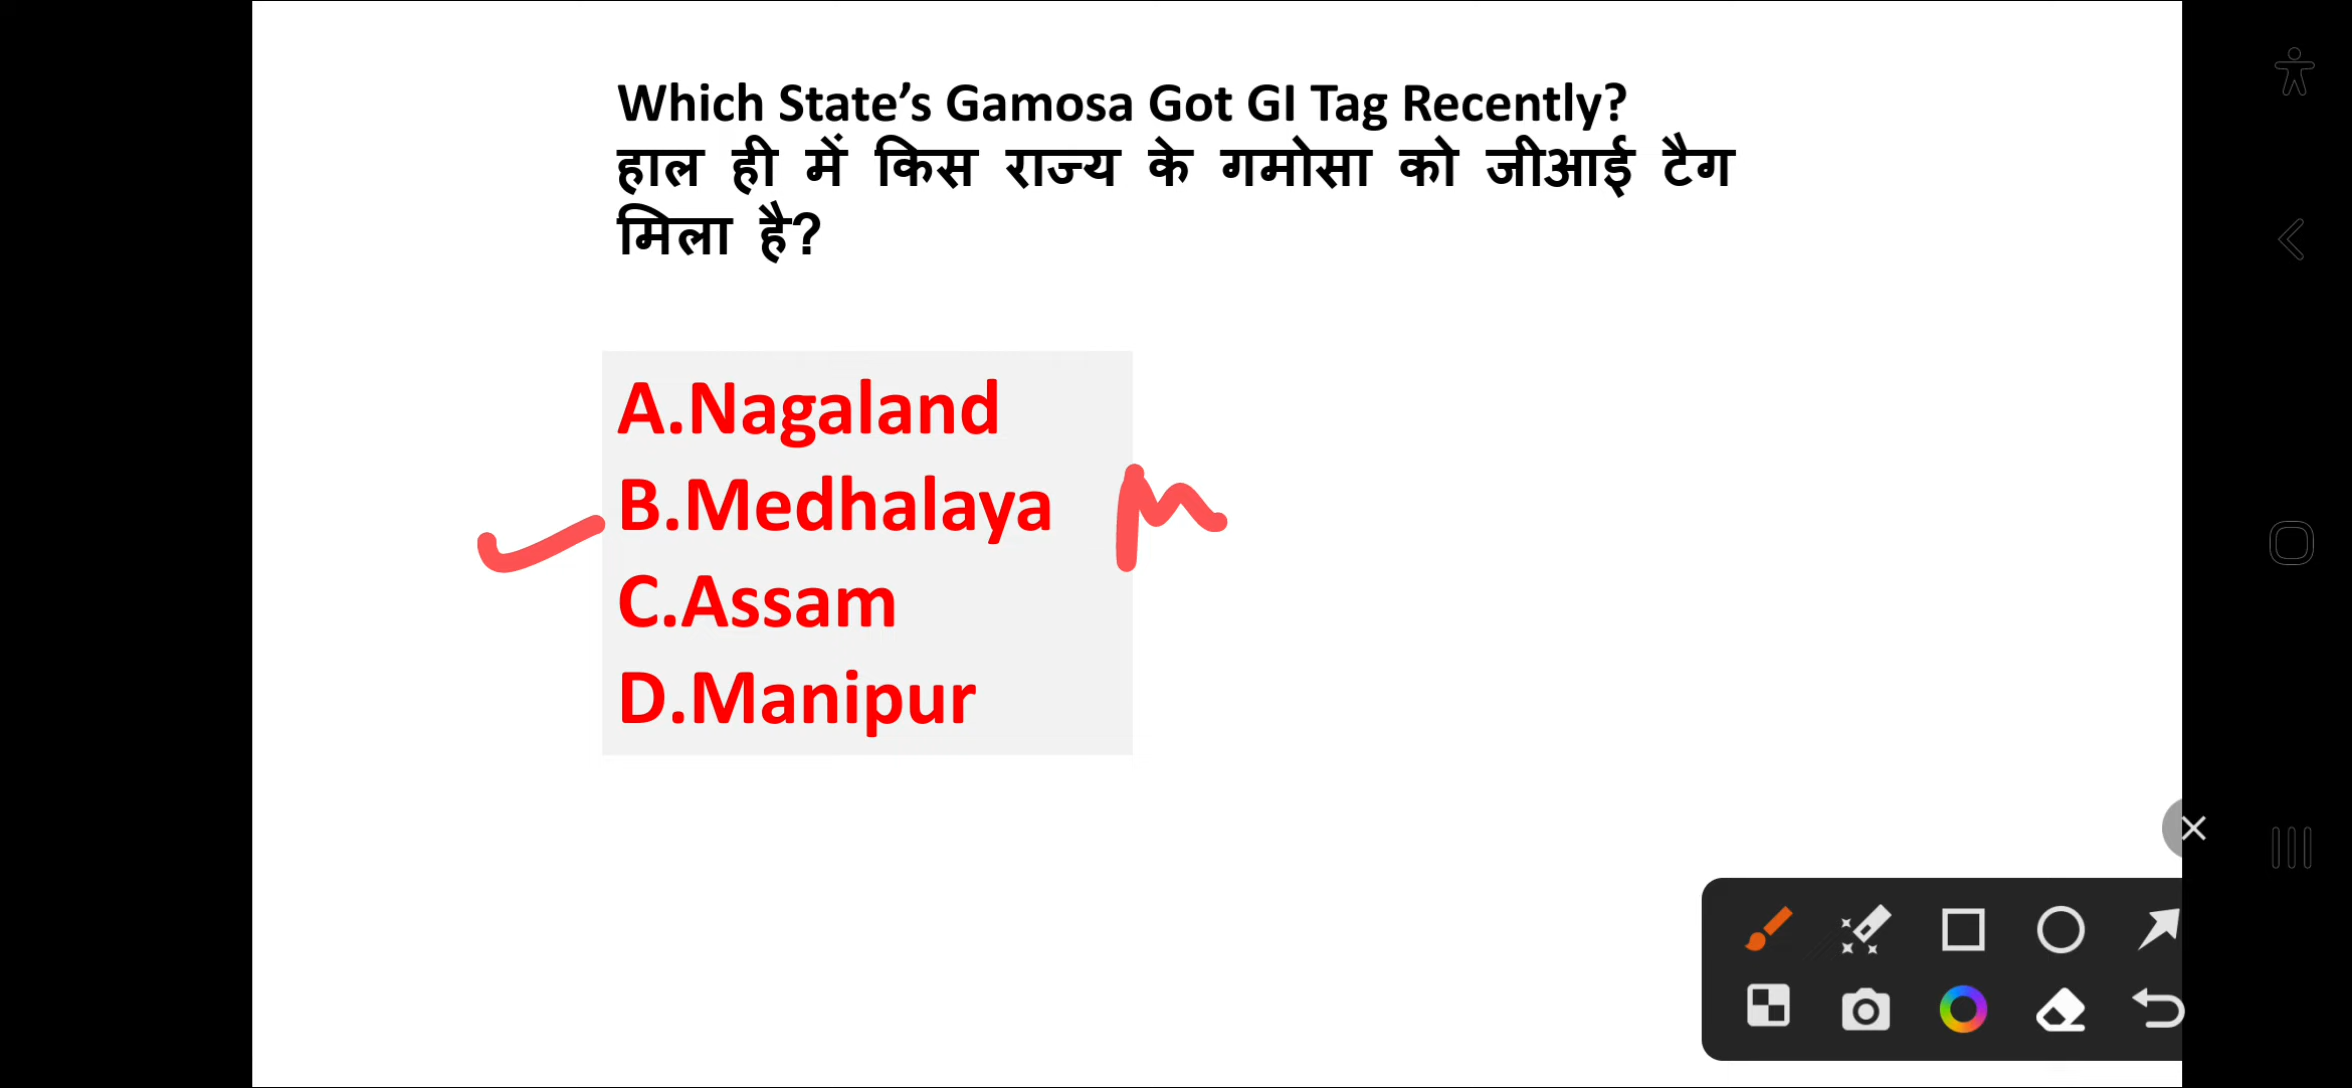 Which State’s Gamosa Got GI Tag Recently?
हाल ही में किस राज्य के गमोसा को जीआई टैग
मिला है?
A.Nagaland
B.Medhalaya
C.Assam
D.Manipur